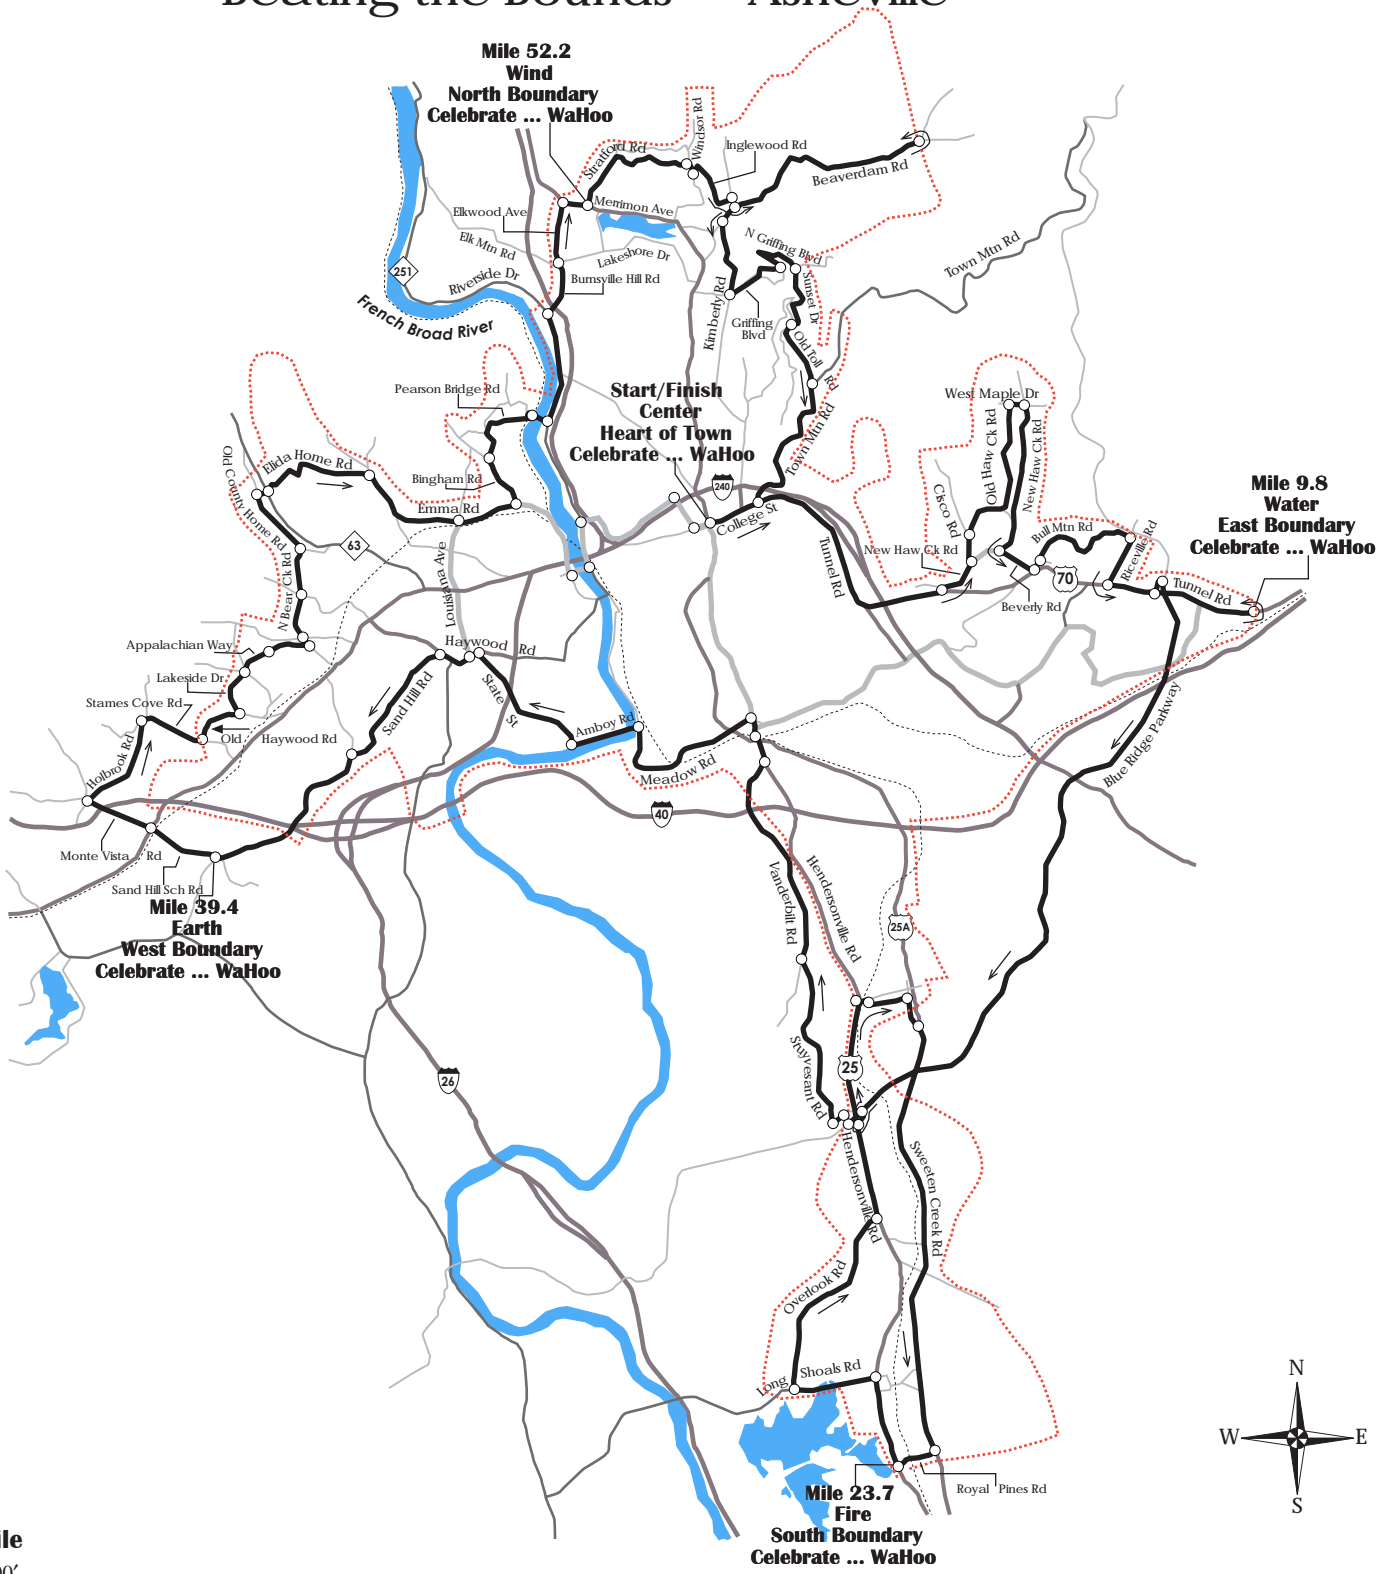 Beating the Bounds — Asheville
Mile 52.2
Wind
North Boundary
Celebrate ... WaHoo
Stratford Rd
Windsor Rd
Inglewood Rd
Beaverdam Rd
Merrimon Ave
Elkwood Ave
Elk Mtn Rd
Lakeshore Dr
Burnsville Hill Rd
251
Riverside Dr
French Broad River
N Griffing Blvd
Sunset Dr
Kimberly Rd
Griffing
Blvd
Old Toll Rd
Town Mtn Rd
Town Mtn Rd
Pearson Bridge Rd
Start/Finish
Center
Heart of Town
Celebrate ... WaHoo
West Maple Dr
Old Haw Ck Rd
New Haw Ck Rd
Old County Home Rd
Elida Home Rd
Bingham Rd
Emma Rd
240
College St
Cisco Rd
Bull Mtn Rd
Riceville Rd
Mile 9.8
Water
East Boundary
Celebrate ... WaHoo
63
Tunnel Rd
New Haw Ck Rd
70
Beverly Rd
Tunnel Rd
N Bear Ck Rd
Louisiana Ave
Appalachian Way
Haywood Rd
Lakeside Dr
Starnes Cove Rd
Sand Hill Rd
State St
Old Haywood Rd
Amboy Rd
Holbrook Rd
Meadow Rd
Blue Ridge Parkway
40
Monte Vista Rd
Sand Hill Sch Rd
Mile 39.4
Earth
West Boundary
Celebrate ... WaHoo
Vanderbilt Rd
Hendersonville Rd
25A
26
25
Stuyvesant Rd
Hendersonville Rd
Sweeten Creek Rd
Overlook Rd
Long Shoals Rd
Royal Pines Rd
Mile 23.7
Fire
South Boundary
Celebrate ... WaHoo
N
W
E
S